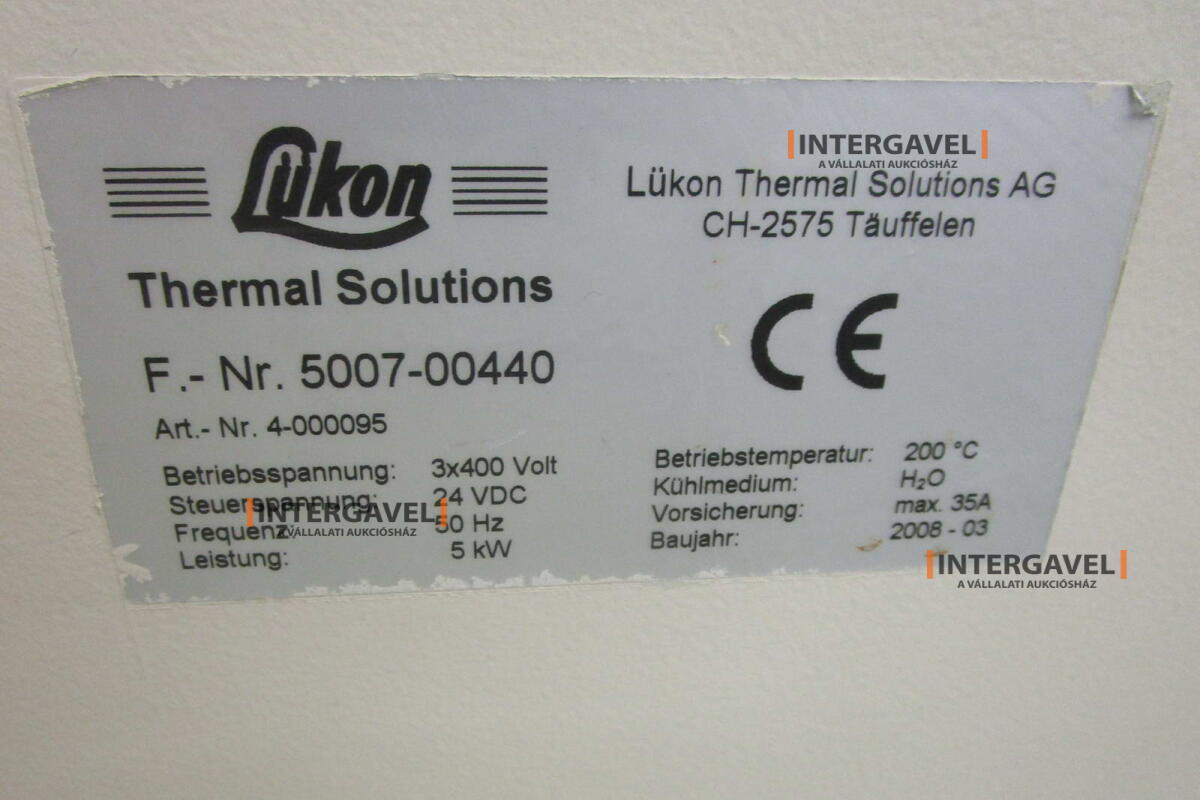 Lükon
Thermal Solutions
F.- Nr. 5007-00440
Art.- Nr. 4-000095
Betriebsspannung: 3x400 Volt
Steuerspannung: 24 VDC
Frequenz: 50 Hz
Leistung: 5 kW
INTERGAVEL
A VÁLLALATI AUKCIÓSHÁZ
Lükon Thermal Solutions AG
CH-2575 Täuffelen
CE
Betriebstemperatur: 200 °C
Kühlmedium: H₂O
Vorsicherung: max. 35A
Baujahr: 2008 - 03
INTERGAVEL
A VÁLLALATI AUKCIÓSHÁZ
INTERGAVEL
A VÁLLALATI AUKCIÓSHÁZ